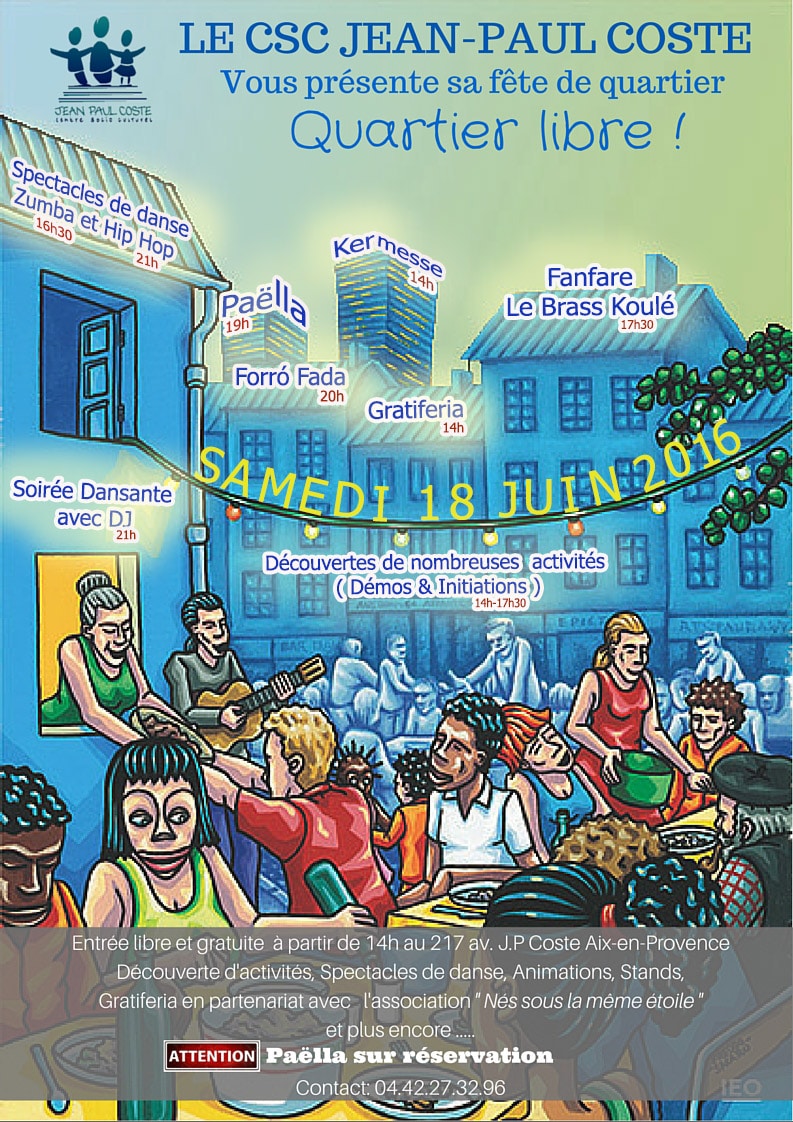 LE CSC JEAN-PAUL COSTE
Vous présente sa fête de quartier
Quartier libre !
JEAN PAUL COSTE
Centre Socio Culturel
Spectacles de danse
Zumba et Hip Hop
16h30
21h
Kermesse
14h
Paëlla
19h
Fanfare
Le Brass Koulé
17h30
Forró Fada
20h
Gratiferia
14h
SAMEDI 18 JUIN 2016
Soirée Dansante
avec DJ
21h
Découvertes de nombreuses activités
( Démos & Initiations )
14h-17h30
RESTAURANT
Entrée libre et gratuite à partir de 14h au 217 av. J.P Coste Aix-en-Provence
Découverte d'activités, Spectacles de danse, Animations, Stands,
Gratiferia en partenariat avec l'association " Nés sous la même étoile "
et plus encore .....
ATTENTION Paëlla sur réservation
Contact: 04.42.27.32.96
IEO